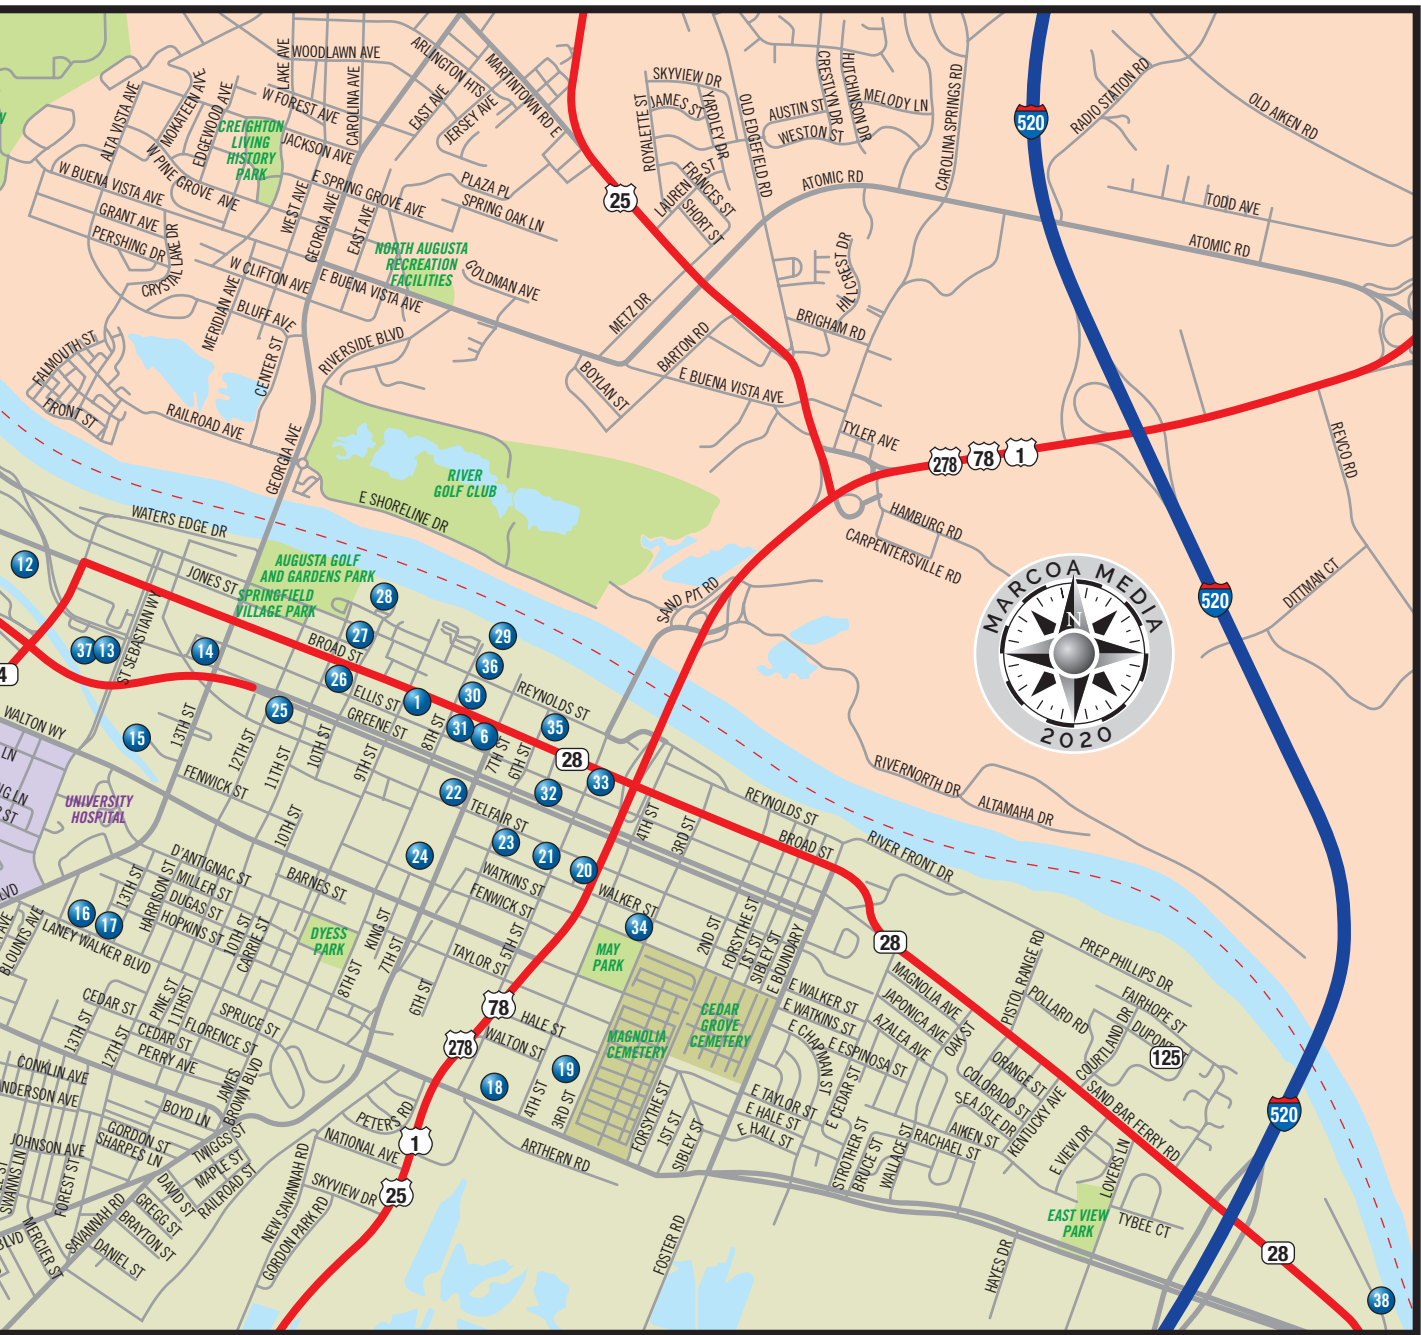 WOODLAWN AVE
LAKE AVE
ARLINGTON HTS
MARTINTOWN RD E
W FOREST AVE
CAROLINA AVE
EAST AVE
JERSEY AVE
ALTA VISTA AVE
MOKATEEN AVE
EDGEWOOD AVE
CREIGHTON
LIVING
HISTORY
PARK
JACKSON AVE
W PINE GROVE AVE
W BUENA VISTA AVE
GRANT AVE
PERSHING DR
CRYSTAL LAKE DR
WEST AVE
GEORGIA AVE
EAST AVE
E SPRING GROVE AVE
PLAZA PL
SPRING OAK LN
NORTH AUGUSTA
RECREATION
FACILITIES
GOLDMAN AVE
W CLIFTON AVE
E BUENA VISTA AVE
MERIDIAN AVE
BLUFF AVE
CENTER ST
RIVERSIDE BLVD
FALMOUTH ST
FRONT ST
RAILROAD AVE
GEORGIA AVE
SKYVIEW DR
JAMES ST
ROYALETTE ST
YARDLEY DR
OLD EDGEFIELD RD
AUSTIN ST
WESTON ST
CRESTLYN DR
HUTCHINSON DR
MELODY LN
CAROLINA SPRINGS RD
LAUREN ST
FRANCES ST
SHORT ST
ATOMIC RD
RADIO STATION RD
OLD AIKEN RD
TODD AVE
ATOMIC RD
520
25
METZ DR
BARTON RD
BOYLAN ST
HILLCREST DR
BRIGHAM RD
E BUENA VISTA AVE
TYLER AVE
278
78
1
REVCO RD
HAMBURG RD
CARPENTERSVILLE RD
DITTMAN CT
520
SAND PIT RD
RIVER
GOLF CLUB
E SHORELINE DR
MARCOA MEDIA
N
2020
WATERS EDGE DR
12
JONES ST
AUGUSTA GOLF
AND GARDENS PARK
SPRINGFIELD
VILLAGE PARK
28
27
29
36
30
37
13
ST SEBASTIAN WY
14
BROAD ST
26
ELLIS ST
1
GREENE ST
8TH ST
31
6
REYNOLDS ST
35
4
WALTON WY
15
13TH ST
25
12TH ST
11TH ST
10TH ST
9TH ST
7TH ST
6TH ST
28
FENWICK ST
22
32
33
TELFAIR ST
4TH ST
3RD ST
REYNOLDS ST
BROAD ST
RIVER FRONT DR
RIVERNORTH DR
ALTAMAHA DR
LN
UNIVERSITY
HOSPITAL
10TH ST
24
23
21
20
D'ANTIGNAC ST
MILLER ST
DUGAS ST
HOPKINS ST
BARNES ST
WATKINS ST
FENWICK ST
WALKER ST
34
13TH ST
HARRISON ST
10TH ST
CARRIE ST
16
17
LANEY WALKER BLVD
BLOUNTS AVE
DYESS
PARK
KING ST
7TH ST
8TH ST
6TH ST
TAYLOR ST
5TH ST
MAY
PARK
2ND ST
FORSYTHE ST
1ST ST
SIBLEY ST
E BOUNDARY
28
MAGNOLIA AVE
JAPONICA AVE
AZALEA AVE
OAK ST
PISTOL RANGE RD
POLLARD RD
PREP PHILLIPS DR
FAIRHOPE ST
COURTLAND DR
125
CEDAR ST
PINE ST
11THST
SPRUCE ST
FLORENCE ST
13TH ST
12TH ST
CEDAR ST
PERRY AVE
CONKLIN AVE
JAMES
BROWN BLVD
BOYD LN
GORDON ST
SHARPES LN
JOHNSON AVE
TWIGGS ST
MAPLE ST
RAILROAD ST
DAMD ST
GREGG ST
BRAYTON ST
DANIEL ST
SAVANNAH RD
FOREST ST
SWANNS LN
MERCIER ST
BLVD
78
278
HALE ST
WALTON ST
18
19
4TH ST
3RD ST
MAGNOLIA
CEMETERY
CEDAR
GROVE
CEMETERY
E WALKER ST
E WATKINS ST
E CHAPMAN ST
E ESPINOSA ST
E CEDAR ST
E TAYLOR ST
E HALE ST
E HALL ST
FORSYTHE ST
1ST ST
SIBLEY ST
PETERS RD
NATIONAL AVE
1
25
SKYVIEW DR
NEW SAVANNAH RD
GORDON PARK RD
ARTHERN RD
FOSTER RD
STROTHER ST
BRUCE ST
WALLACE ST
RACHAEL ST
AIKEN ST
SEA ISLE DR
COLORADO ST
ORANGE ST
KENTUCKY AVE
E VIEW DR
LOVERS LN
SAND BAR FERRY RD
520
EAST VIEW
PARK
TYBEE CT
HAYES DR
28
38